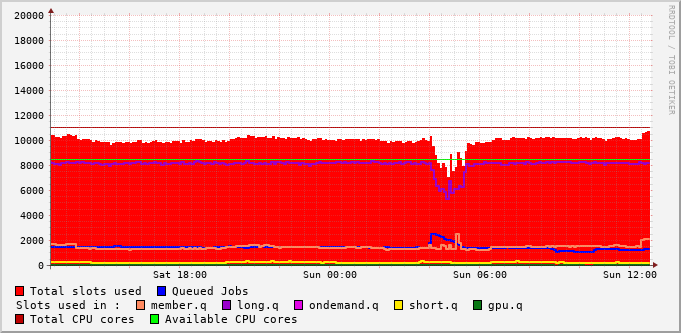 RRDTOOL / TOBI OETIKER
20000
18000
16000
14000
12000
10000
8000
6000
4000
2000
0
Sat 18:00 Sun 00:00 Sun 06:00 Sun 12:00
Total slots used Queued Jobs
Slots used in : member.q long.q ondemand.q short.q gpu.q
Total CPU cores Available CPU cores